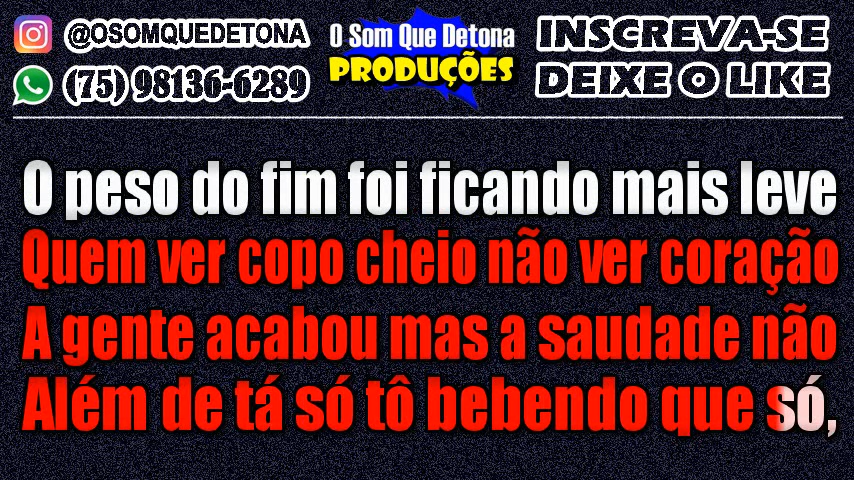 @OSOMQUEDETONA
(75) 98136-6289
O Som Que Detona
PRODUÇÕES
INSCREVA-SE
DEIXE O LIKE
O peso do fim foi ficando mais leve
Quem ver copo cheio não ver coração
A gente acabou mas a saudade não
Além de tá só tô bebendo que só,